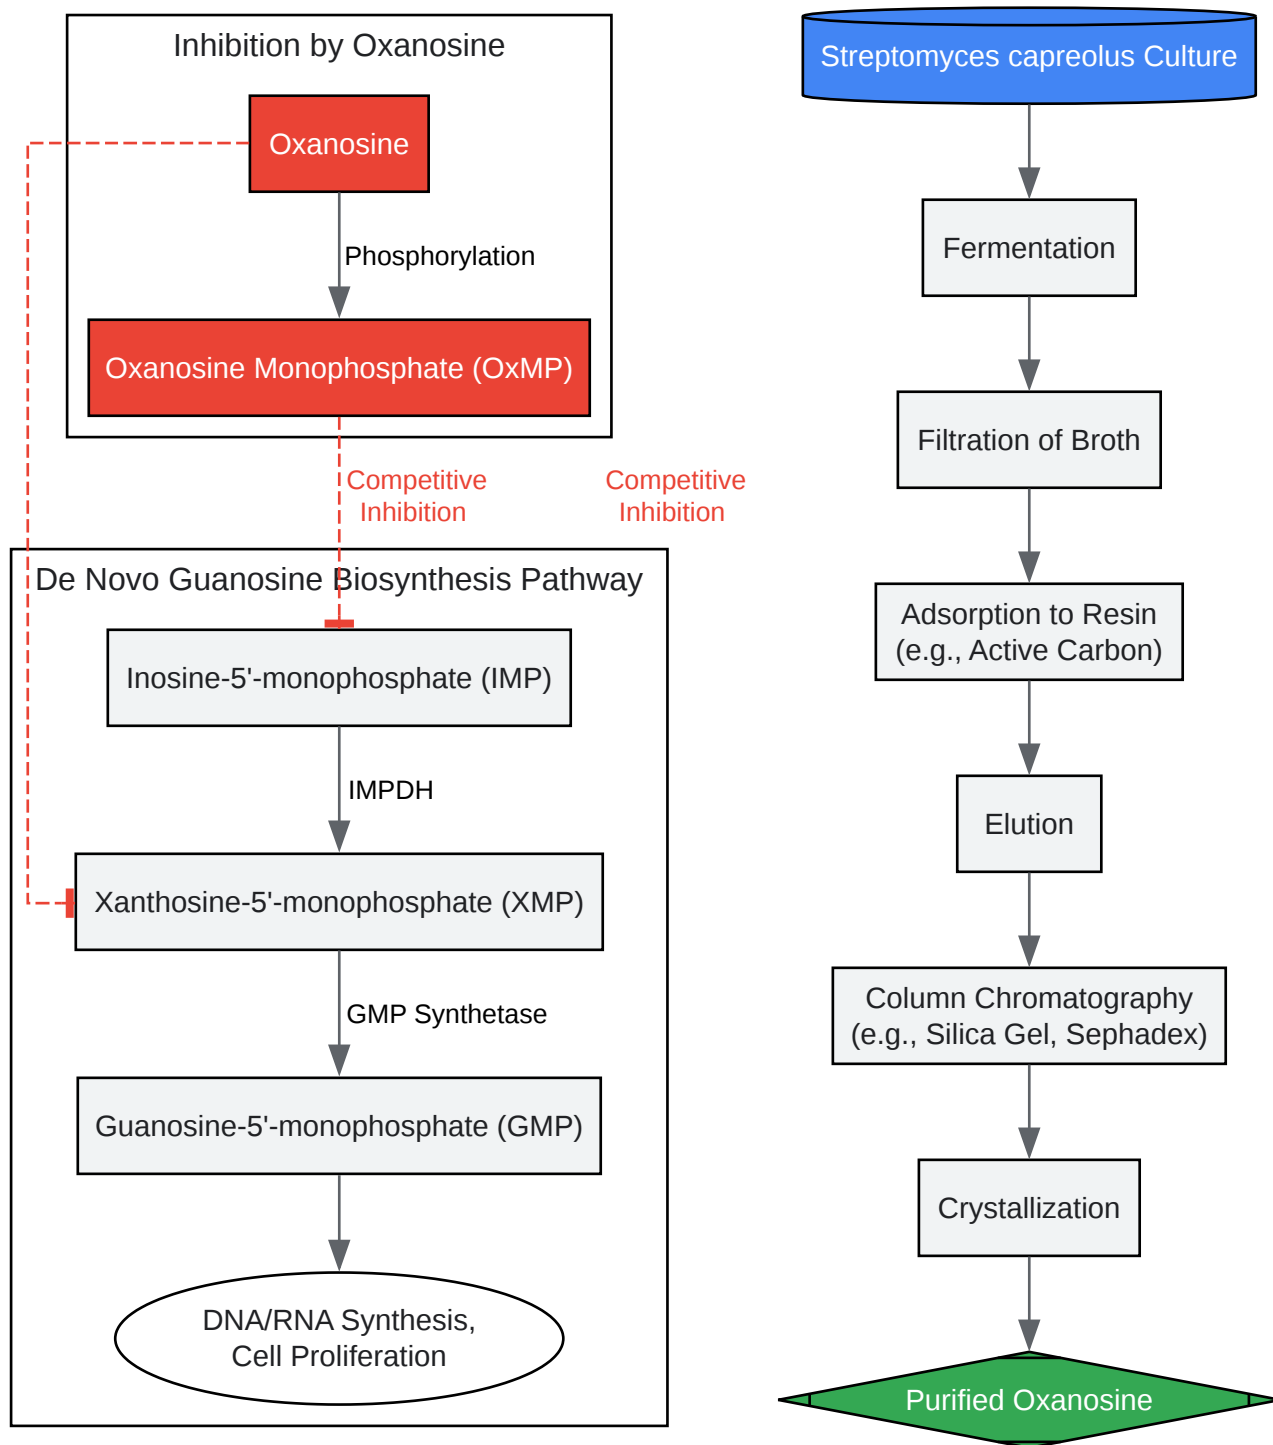 Inhibition by Oxanosine
Oxanosine
Phosphorylation
Oxanosine Monophosphate (OxMP)
Competitive
Inhibition
Competitive
Inhibition
De Novo Guanosine Biosynthesis Pathway
Inosine-5'-monophosphate (IMP)
IMPDH
Xanthosine-5'-monophosphate (XMP)
GMP Synthetase
Guanosine-5'-monophosphate (GMP)
DNA/RNA Synthesis,
Cell Proliferation
Streptomyces capreolus Culture
Fermentation
Filtration of Broth
Adsorption to Resin
(e.g., Active Carbon)
Elution
Column Chromatography
(e.g., Silica Gel, Sephadex)
Crystallization
Purified Oxanosine